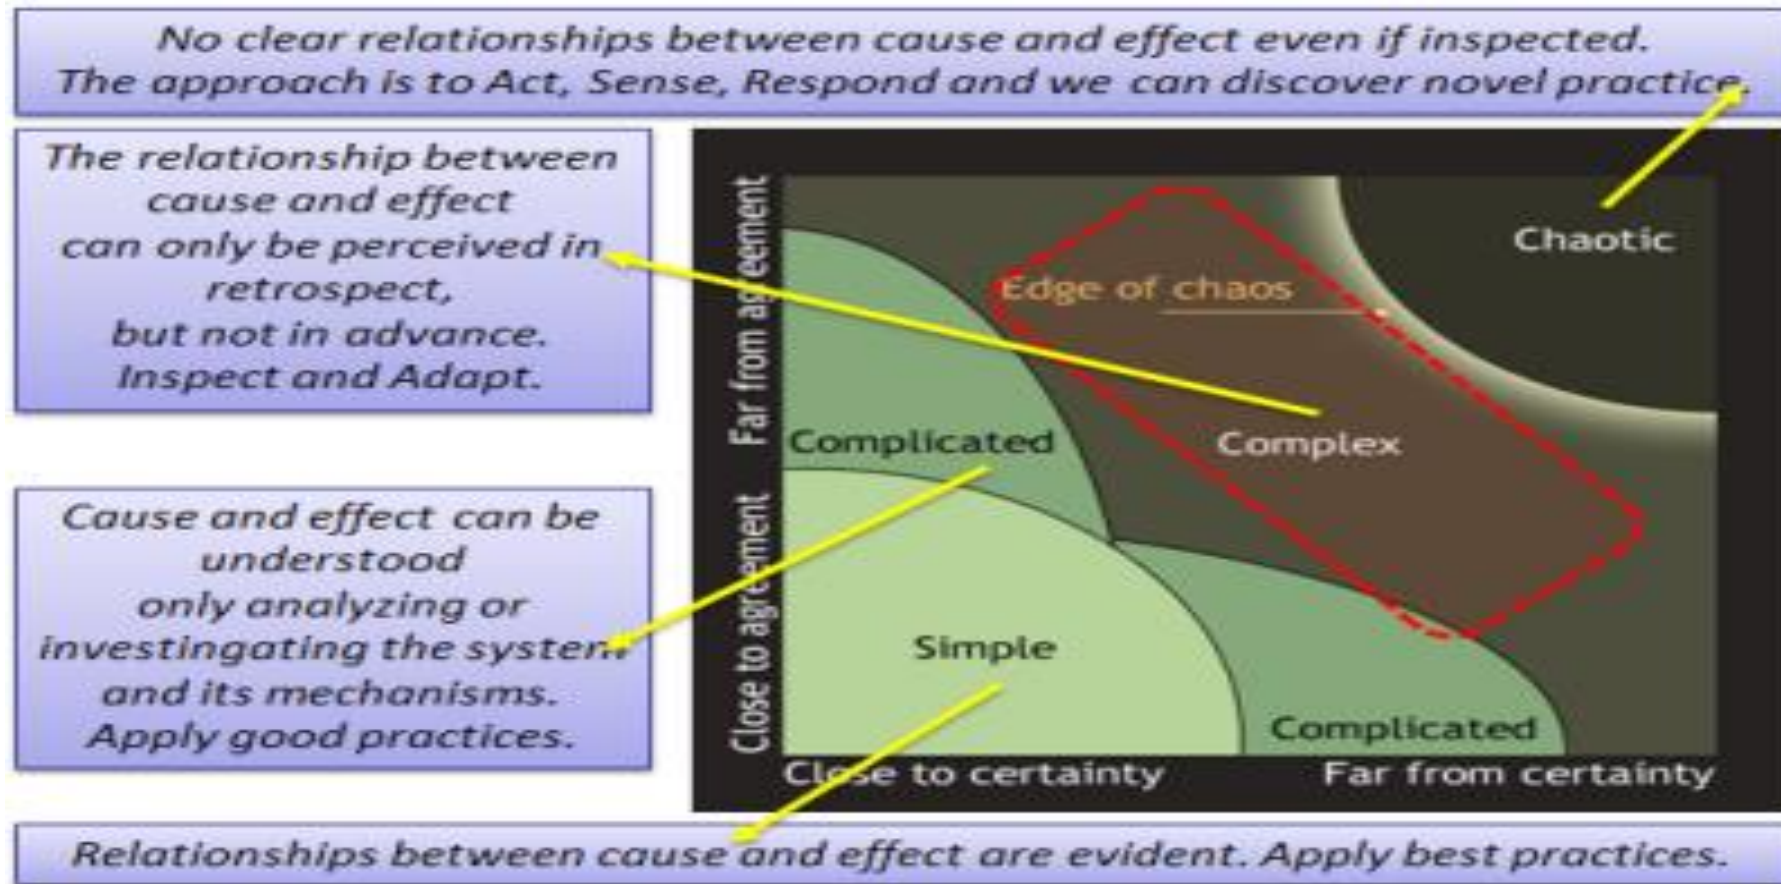 No clear relationships between cause and effect even if inspected.
The approach is to Act, Sense, Respond and we can discover novel practice.
The relationship between
cause and effect
can only be perceived in
retrospect,
but not in advance.
Inspect and Adapt.
Cause and effect can be
understood
only analyzing or
investingating the system
and its mechanisms.
Apply good practices.
Far from agreement
Close to agreement
Chaotic
Edge of chaos
Complicated
Complex
Simple
Complicated
Close to certainty
Far from certainty
Relationships between cause and effect are evident. Apply best practices.